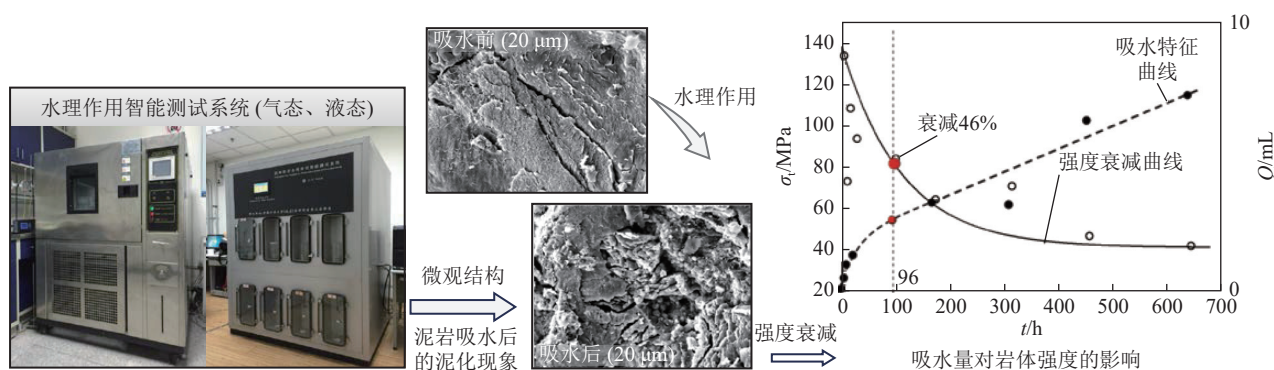 水理作用智能测试系统 (气态、液态)
吸水前 (20 μm)
水理作用
微观结构
泥岩吸水后
的泥化现象
吸水后 (20 μm)
强度衰减
140
120
100
80
60
40
20
σt/MPa
10
0
Q/mL
吸水特征
曲线
衰减46%
强度衰减曲线
96
0 100 200 300 400 500 600 700
t/h
吸水量对岩体强度的影响